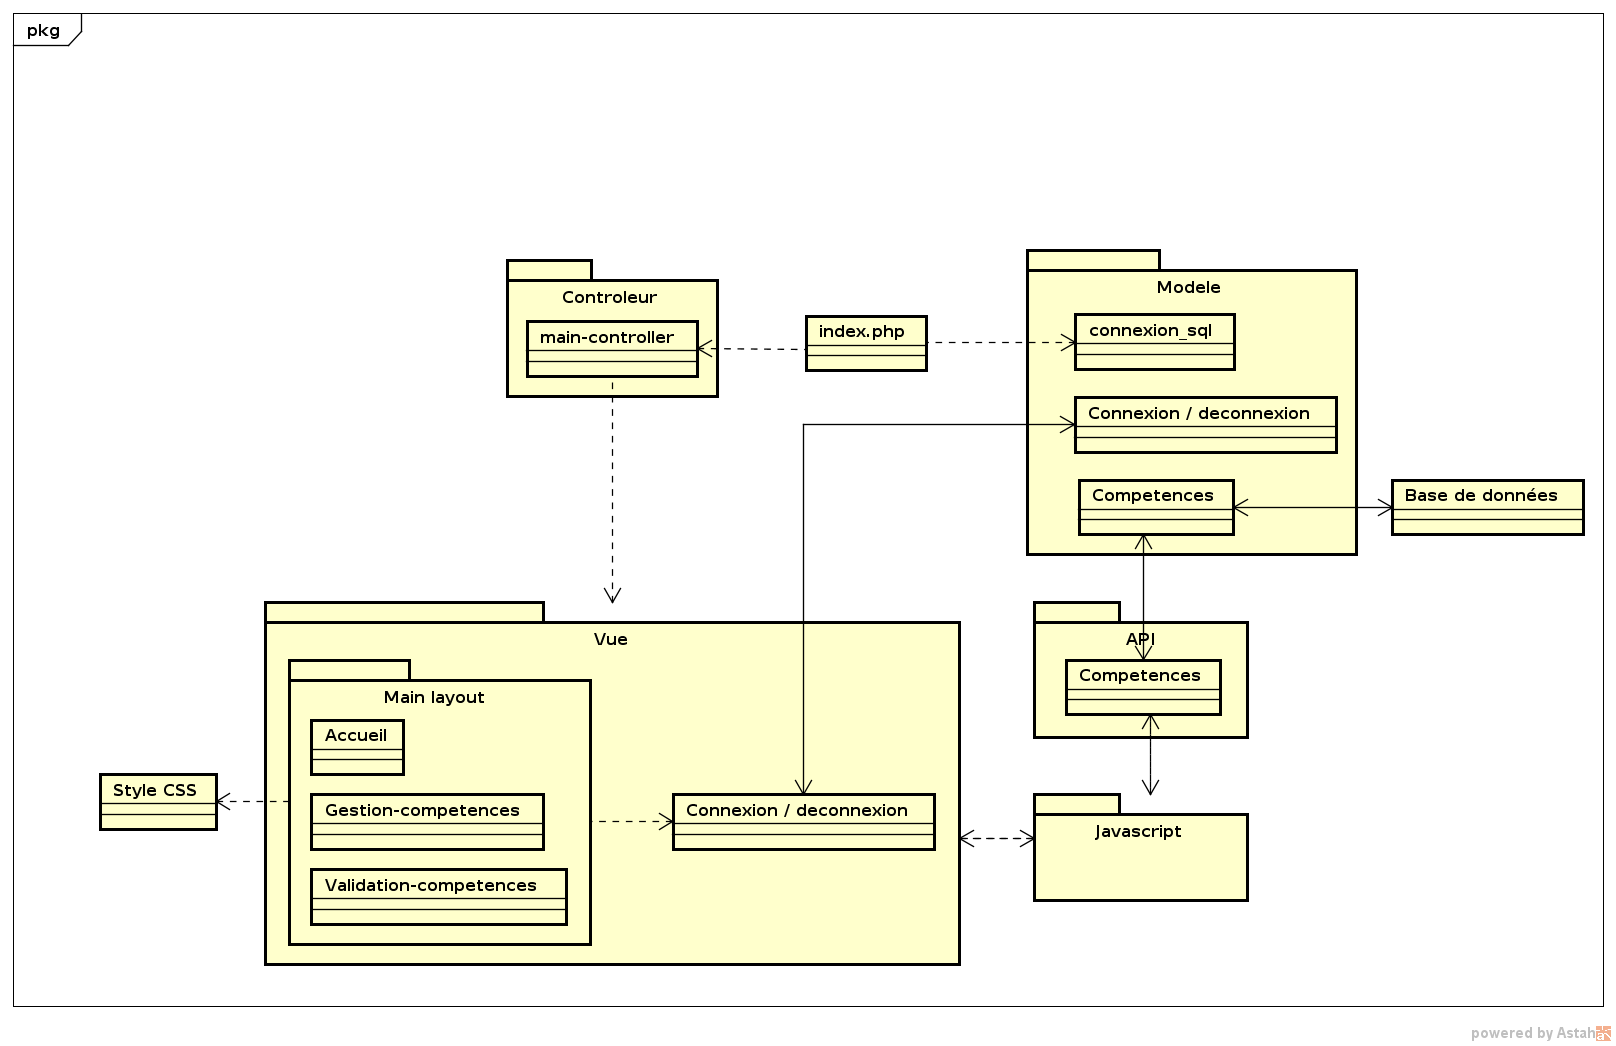 pkg
Controleur
main-controller
index.php
Modele
connexion_sql
Connexion / deconnexion
Competences
Base de données
Vue
Main layout
Accueil
Gestion-competences
Validation-competences
Style CSS
Connexion / deconnexion
API
Competences
Javascript
powered by Astah